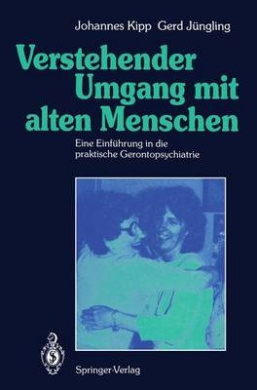 Johannes Kipp Gerd Jüngling
Verstehender
Umgang mit
alten Menschen
Eine Einführung in die
praktische Gerontopsychiatrie
Springer-Verlag